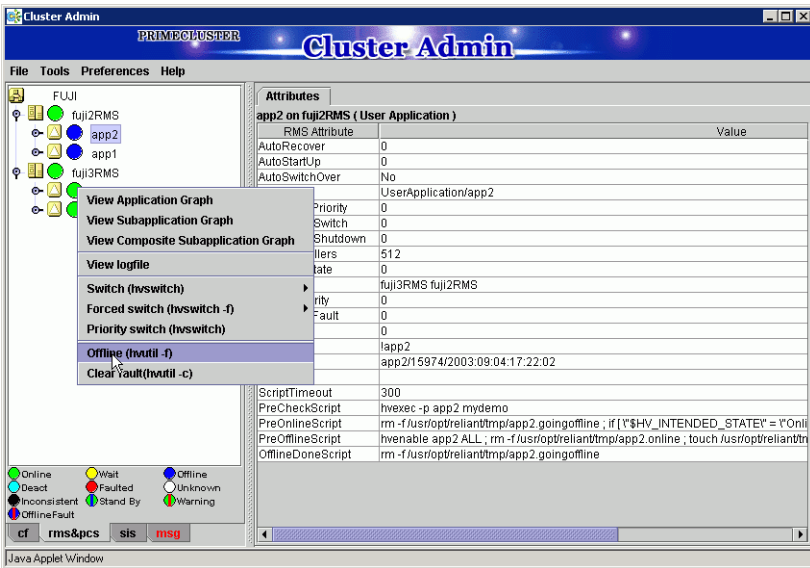 Cluster Admin
PRIMECLUSTER
Cluster Admin
File Tools Preferences Help
FUJI
fuji2RMS
app2
app1
fuji3RMS
View Application Graph
View Subapplication Graph
View Composite Subapplication Graph
View logfile
Switch (hvswitch)
Forced switch (hvswitch -f)
Priority switch (hvswitch)
Offline (hvutil -f)
Clear fault(hvutil -c)
Online Wait Offline
Deact Faulted Unknown
Inconsistent Stand By Warning
OfflineFault
cf rms&pcs sis msg
Attributes
app2 on fuji2RMS ( User Application )
RMS Attribute Value
AutoRecover 0
AutoStartUp 0
AutoSwitchOver No
UserApplication/app2
Priority 0
Switch 0
Shutdown 0
llers 512
tate 0
fuji3RMS fuji2RMS
rity 0
Fault 0
0
!app2
app2/15974/2003:09:04:17:22:02
ScriptTimeout 300
PreCheckScript hvexec -p app2 mydemo
PreOnlineScript rm -f /usr/opt/reliant/tmp/app2.goingoffline ; if [ \"$HV_INTENDED_STATE\" = \"Onli
PreOfflineScript hvenable app2 ALL ; rm -f /usr/opt/reliant/tmp/app2.online ; touch /usr/opt/reliant/tm
OfflineDoneScript rm -f /usr/opt/reliant/tmp/app2.goingoffline
Java Applet Window